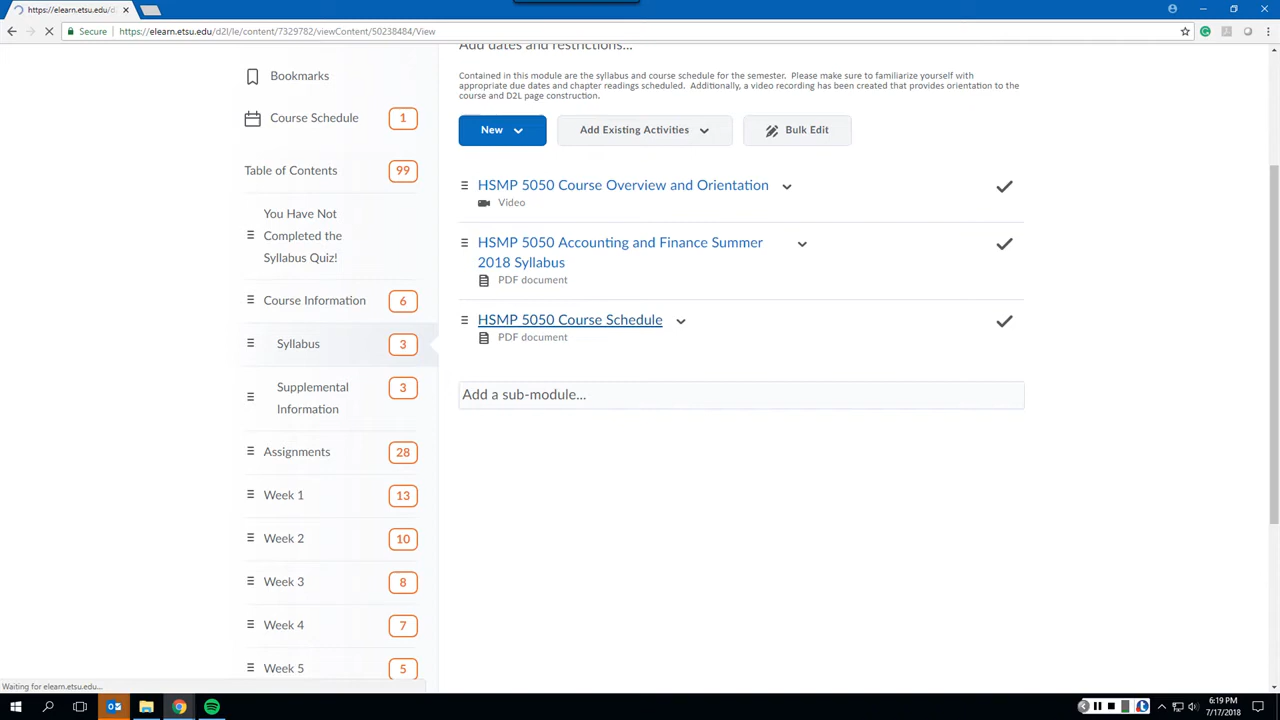 https://elearn.etsu.edu/d
Secure
https://elearn.etsu.edu/d2l/le/content/7329782/viewContent/50238484/View
Add dates and restrictions...
Bookmarks
Contained in this module are the syllabus and course schedule for the semester. Please make sure to familiarize yourself with
appropriate due dates and chapter readings scheduled. Additionally, a video recording has been created that provides orientation to the
course and D2L page construction.
Course Schedule 1
New
Add Existing Activities
Bulk Edit
Table of Contents 99
You Have Not
Completed the
Syllabus Quiz!
Course Information 6
Syllabus 3
Supplemental 3
Information
Assignments 28
Week 1 13
Week 2 10
Week 3 8
Week 4 7
Week 5 5
HSMP 5050 Course Overview and Orientation
Video
HSMP 5050 Accounting and Finance Summer
2018 Syllabus
PDF document
HSMP 5050 Course Schedule
PDF document
Add a sub-module...
Waiting for elearn.etsu.edu...
6:19 PM
7/17/2018